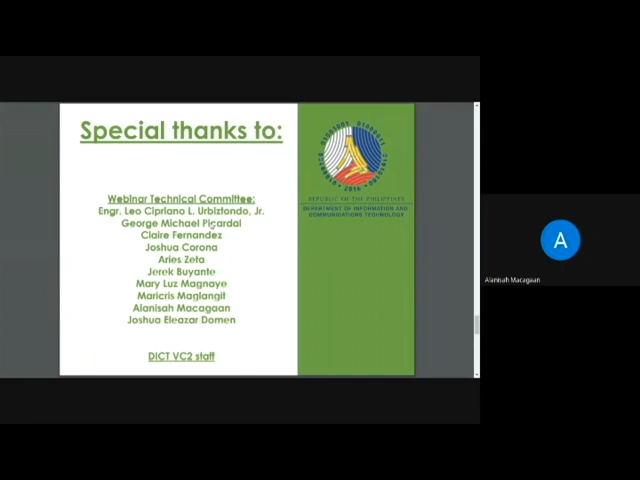 Special thanks to:
Webinar Technical Committee:
Engr. Leo Cipriano L. Urbiztondo, Jr.
George Michael Picardal
Claire Fernandez
Joshua Corona
Aries Zeta
Jerek Buyante
Mary Luz Magnaye
Maricris Maglangit
Alanisah Macagaan
Joshua Eleazar Domen
DICT VC2 staff
2016
REPUBLIC OF THE PHILIPPINES
DEPARTMENT OF INFORMATION AND
COMMUNICATIONS TECHNOLOGY
A
Alanisah Macagaan